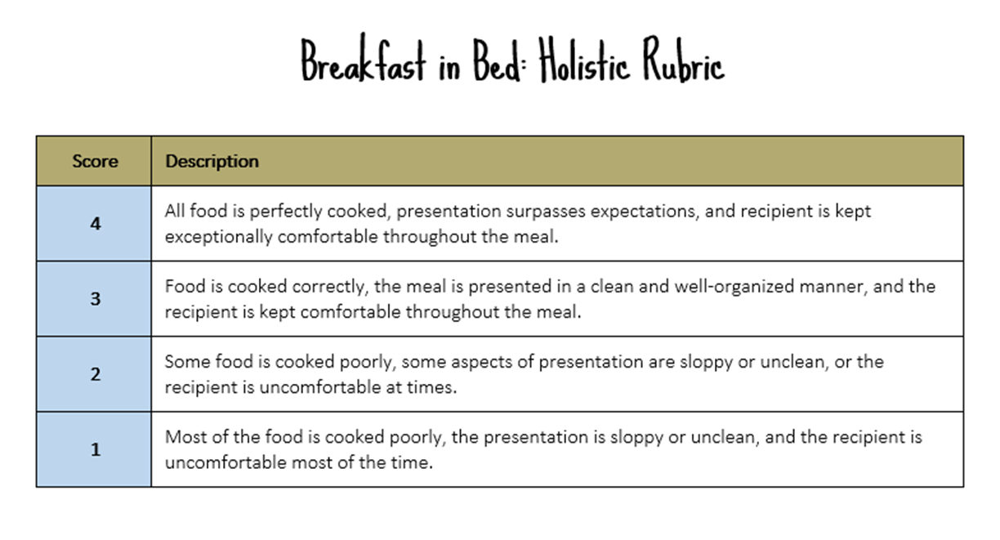 Breakfast in Bed: Holistic Rubric
Score
Description
4
All food is perfectly cooked, presentation surpasses expectations, and recipient is kept
exceptionally comfortable throughout the meal.
3
Food is cooked correctly, the meal is presented in a clean and well-organized manner, and the
recipient is kept comfortable throughout the meal.
2
Some food is cooked poorly, some aspects of presentation are sloppy or unclean, or the
recipient is uncomfortable at times.
1
Most of the food is cooked poorly, the presentation is sloppy or unclean, and the recipient is
uncomfortable most of the time.